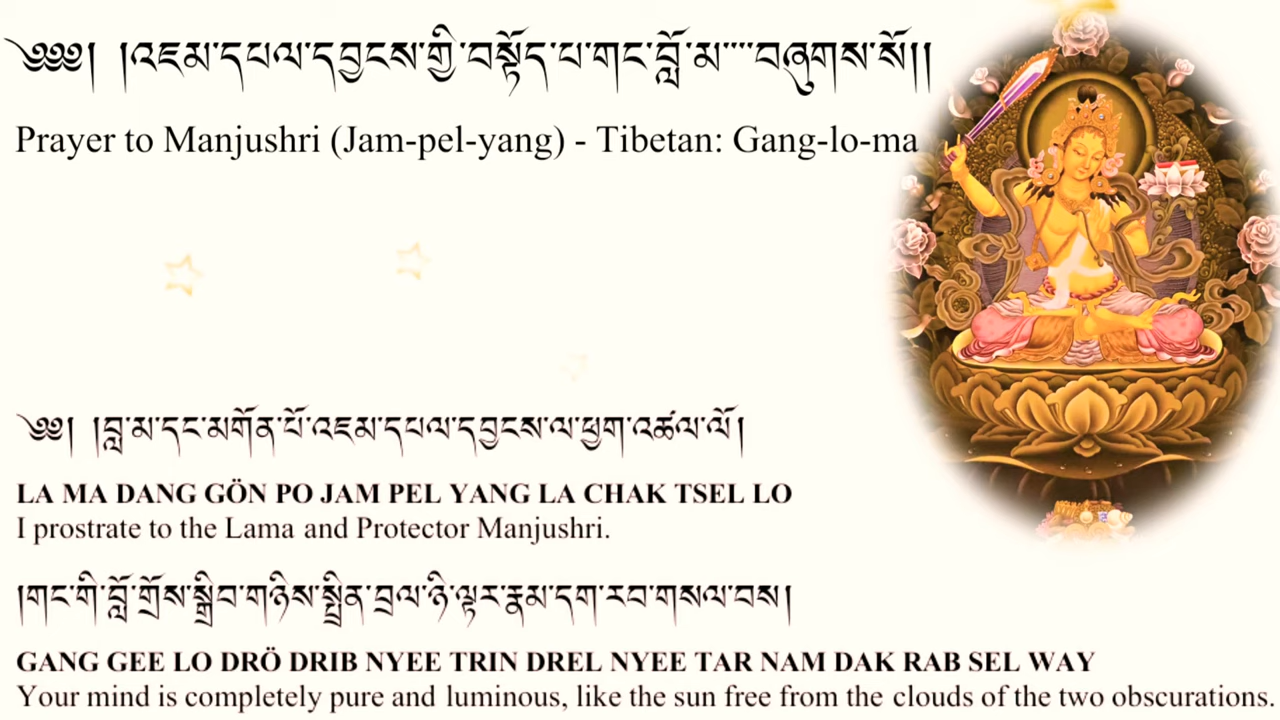 ༄༅༅༅། །འཇམ་དཔལ་དབྱངས་ཀྱི་བསྟོད་པ་གང་བློ་མ་་་་བཞུགས་སོ།།
Prayer to Manjushri (Jam-pel-yang) - Tibetan: Gang-lo-ma
༄༅། །བླ་མ་དང་མགོན་པོ་འཇམ་དཔལ་དབྱངས་ལ་ཕྱག་འཚལ་ལོ།
LA MA DANG GÖN PO JAM PEL YANG LA CHAK TSEL LO
I prostrate to the Lama and Protector Manjushri.
།གང་གི་བློ་གྲོས་སྒྲིབ་གཉིས་སྤྲིན་བྲལ་ཉི་ལྟར་རྣམ་དག་རབ་གསལ་བས།
GANG GEE LO DRÖ DRIB NYEE TRIN DREL NYEE TAR NAM DAK RAB SEL WAY
Your mind is completely pure and luminous, like the sun free from the clouds of the two obscurations.